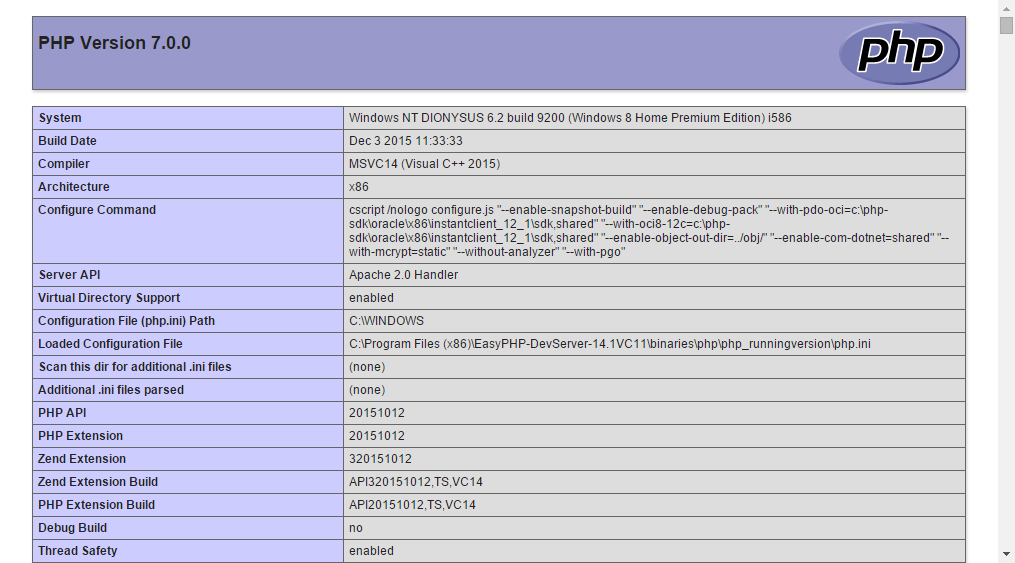 PHP Version 7.0.0
php
System Windows NT DIONYSUS 6.2 build 9200 (Windows 8 Home Premium Edition) i586
Build Date Dec 3 2015 11:33:33
Compiler MSVC14 (Visual C++ 2015)
Architecture x86
Configure Command cscript /nologo configure.js "--enable-snapshot-build" "--enable-debug-pack" "--with-pdo-oci=c:\php-
sdk\oracle\x86\instantclient_12_1\sdk,shared" "--with-oci8-12c=c:\php-
sdk\oracle\x86\instantclient_12_1\sdk,shared" "--enable-object-out-dir=../obj/" "--enable-com-dotnet=shared" "--
with-mcrypt=static" "--without-analyzer" "--with-pgo"
Server API Apache 2.0 Handler
Virtual Directory Support enabled
Configuration File (php.ini) Path C:\WINDOWS
Loaded Configuration File C:\Program Files (x86)\EasyPHP-DevServer-14.1VC11\binaries\php\php_runningversion\php.ini
Scan this dir for additional .ini files (none)
Additional .ini files parsed (none)
PHP API 20151012
PHP Extension 20151012
Zend Extension 320151012
Zend Extension Build API320151012,TS,VC14
PHP Extension Build API20151012,TS,VC14
Debug Build no
Thread Safety enabled